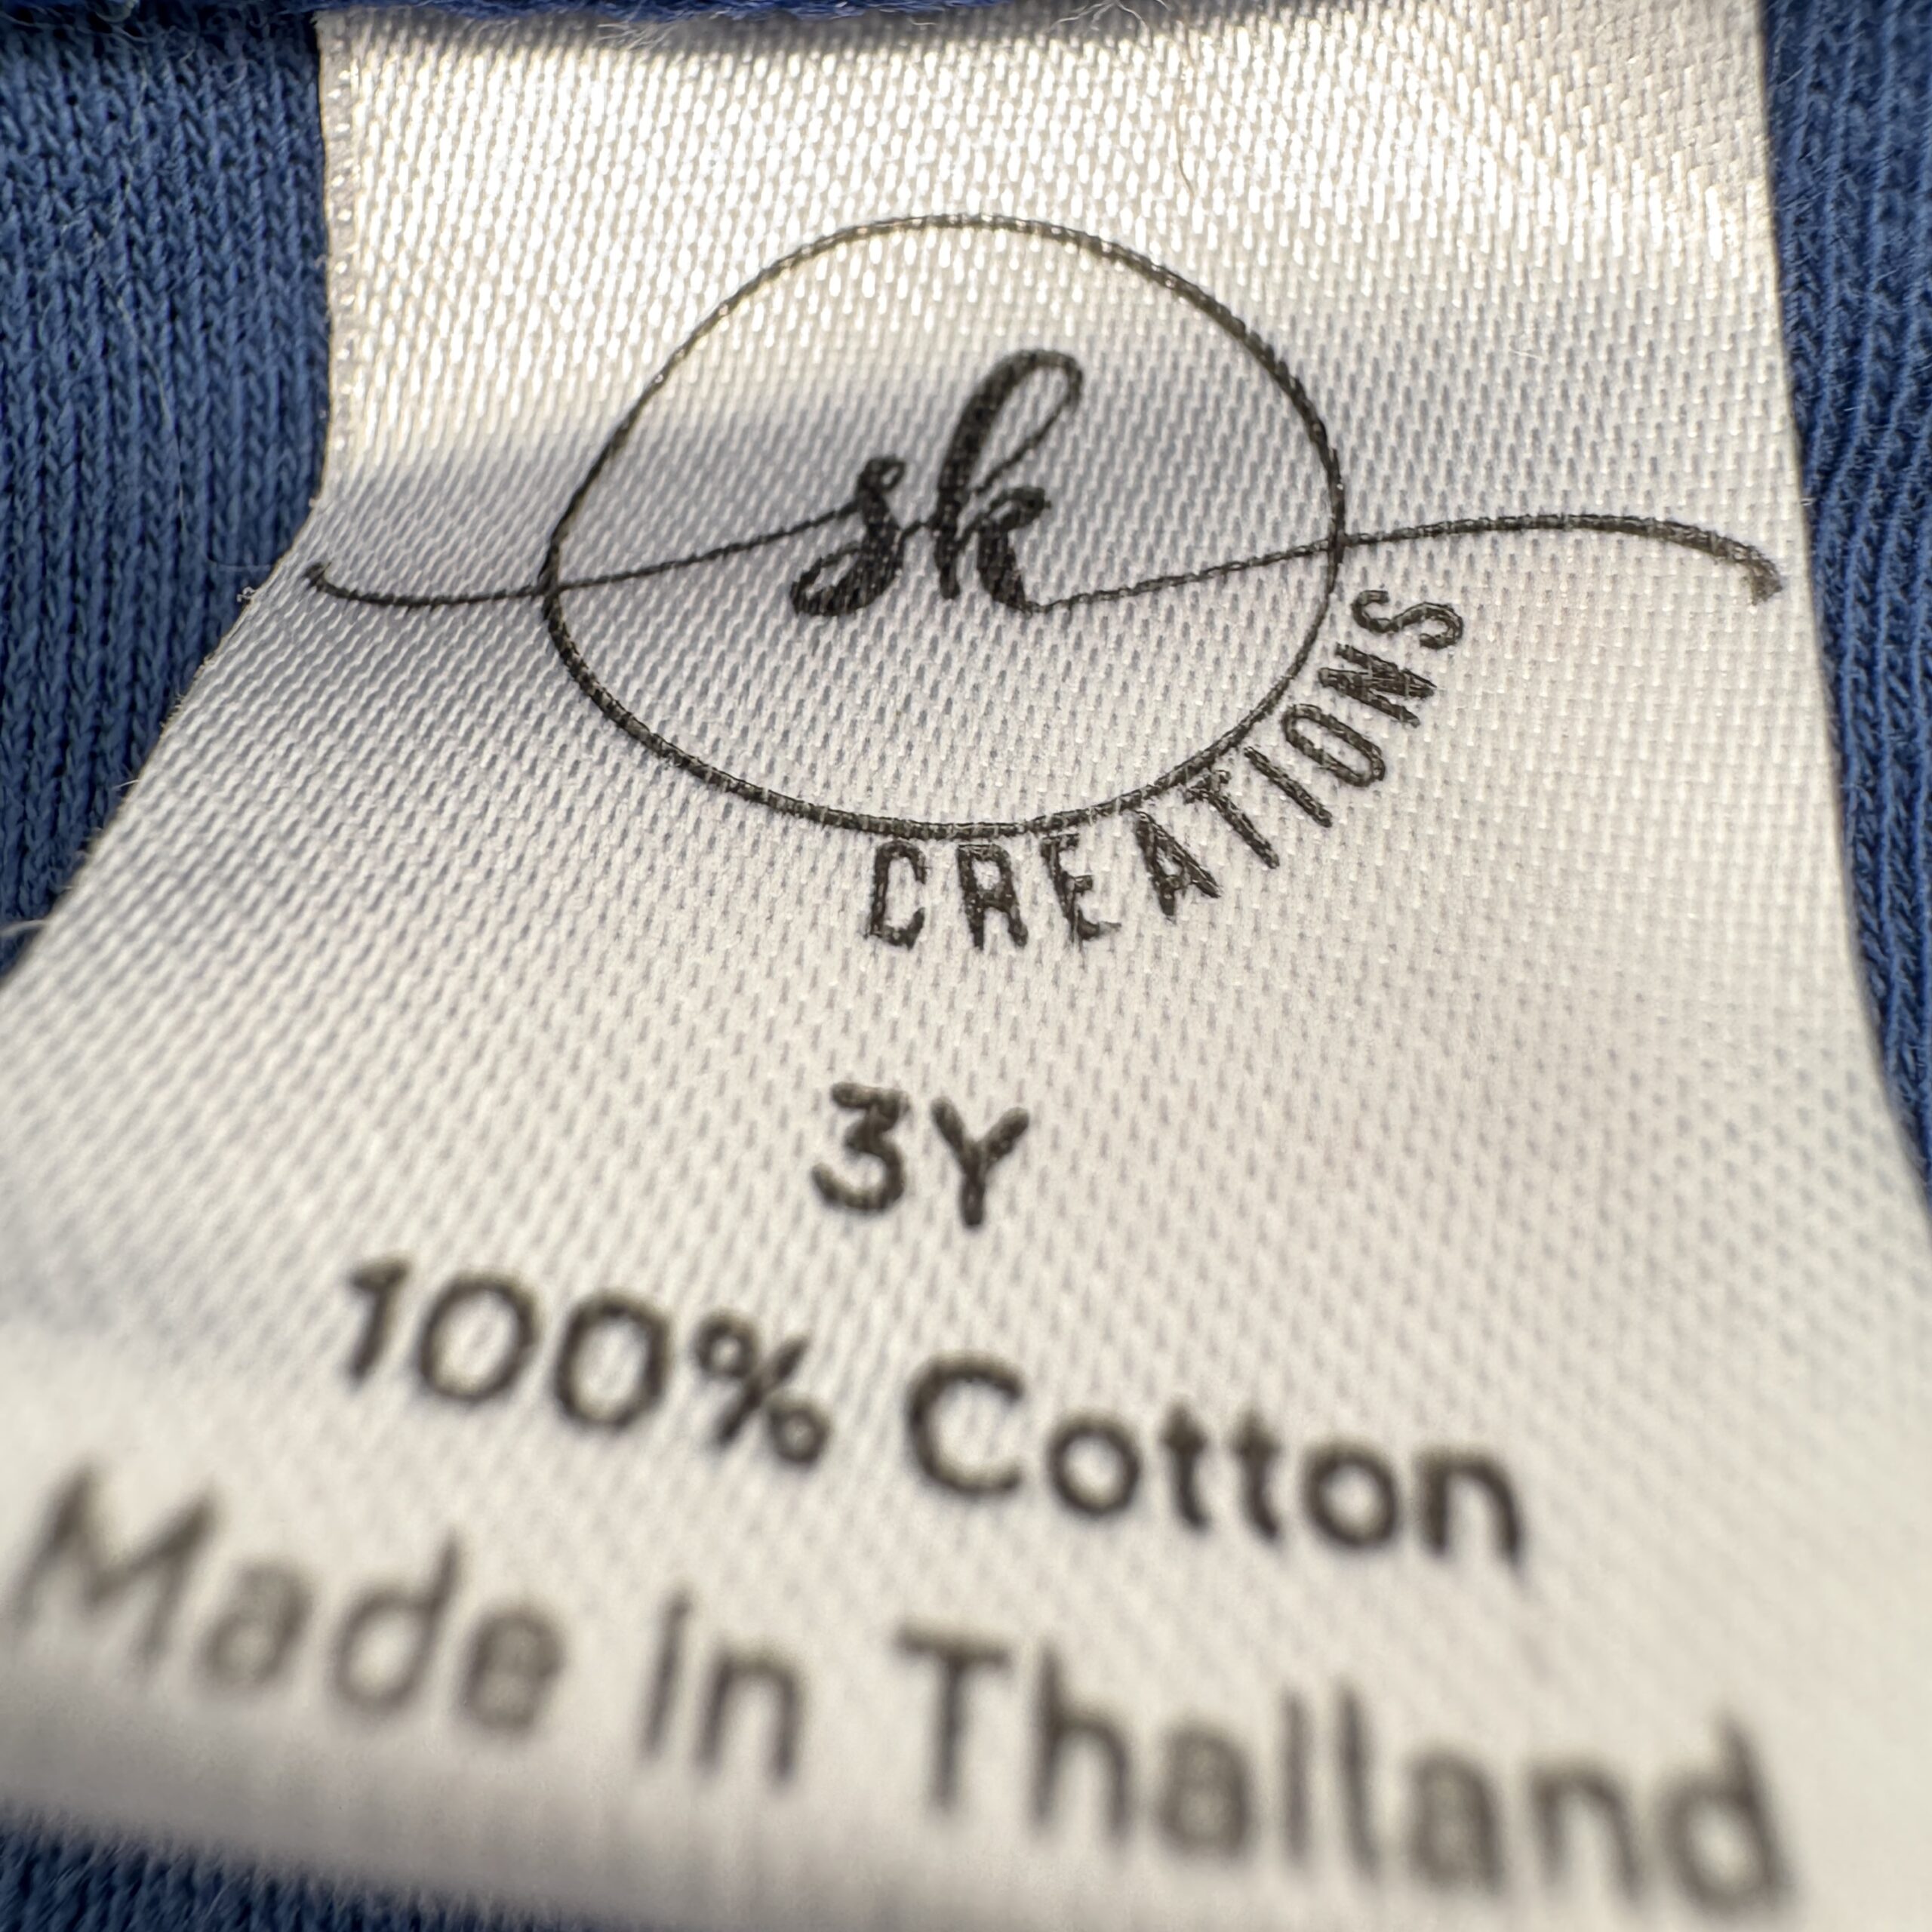 sk
CREATIONS
3Y
100% Cotton
Made in Thailand